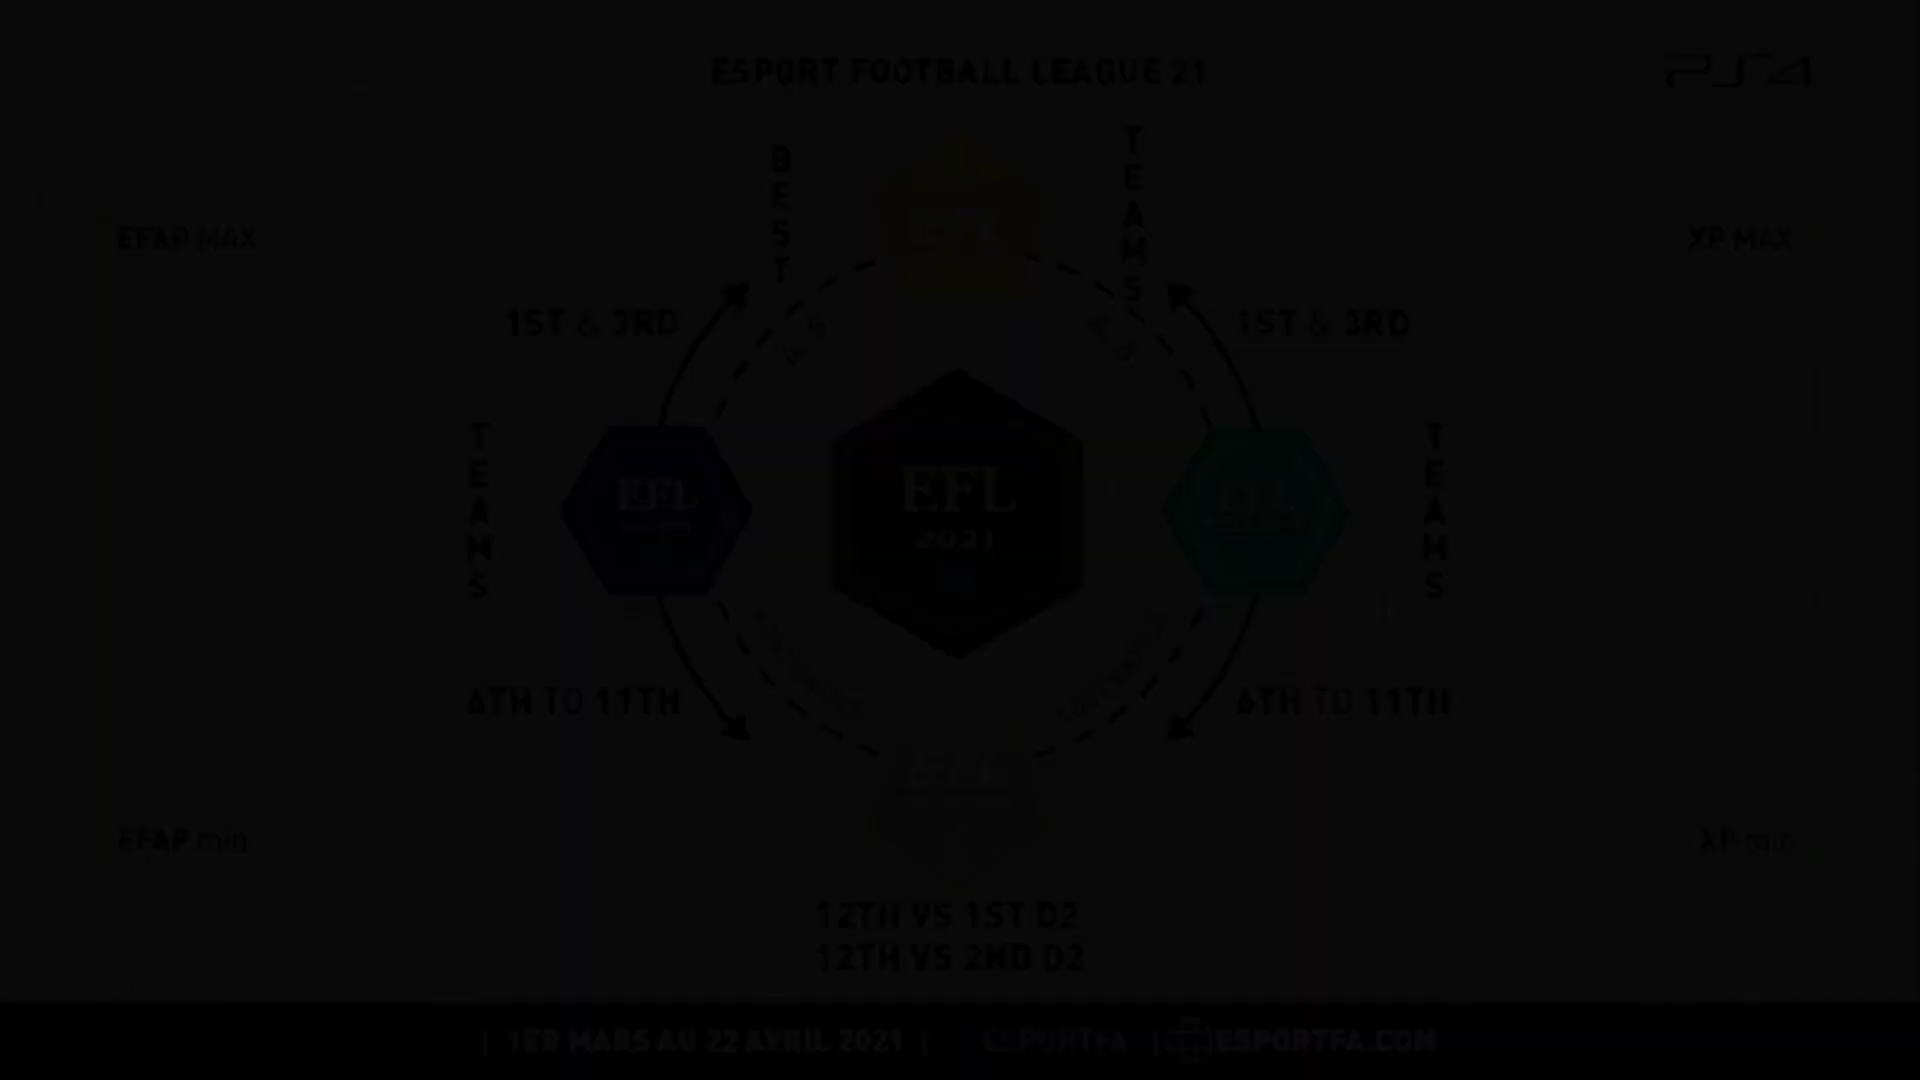 ESPORT FOOTBALL LEAGUE 21
PS4
BEST
TEAMS
EFAP MAX
XP MAX
1ST & 3RD
1ST & 3RD
TEAMS
EFL
EFL
2021
EFL
TEAMS
TO 11TH
TO 11TH
EFAP min
XP min
12TH VS 1ST D2
12TH VS 2ND D2
| 1ER MARS AU 22 AVRIL 2021 | ESPORTFA | ESPORTFA.COM